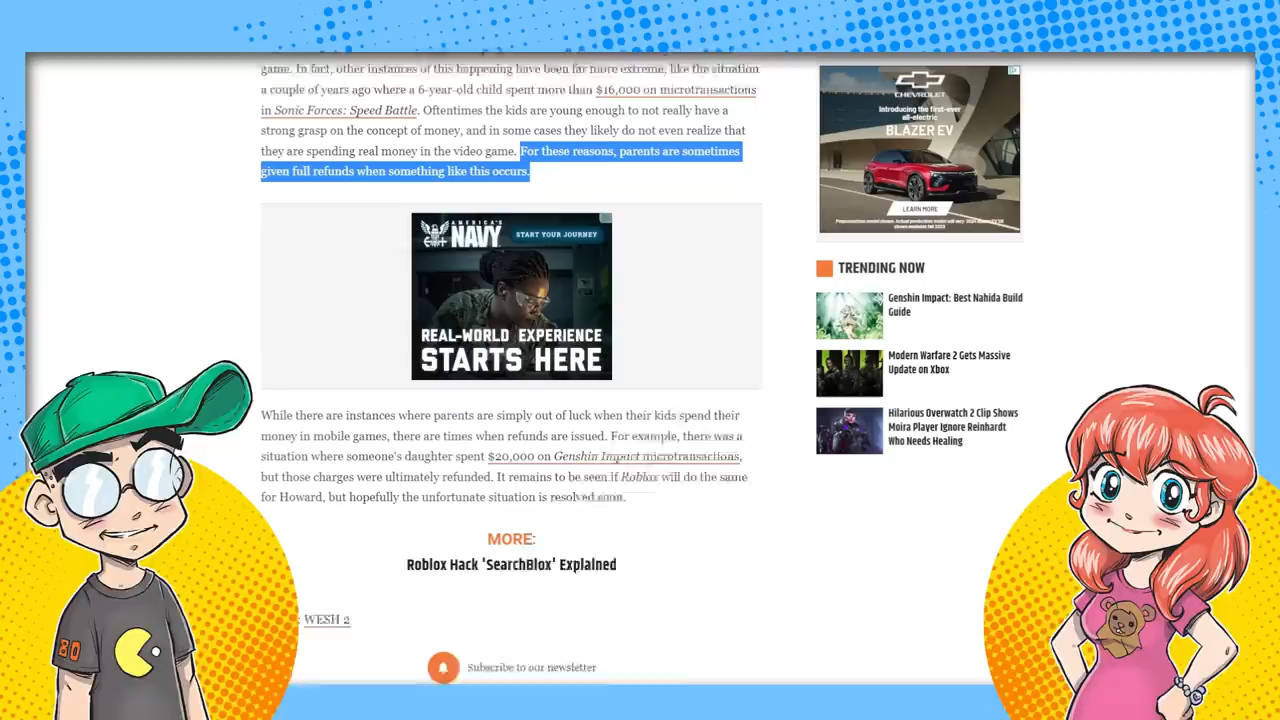 game. In fact, other instances of this happening have been far more extreme, like the situation
a couple of years ago where a 6-year-old child spent more than $16,000 on microtransactions
in Sonic Forces: Speed Battle. Oftentimes the kids are young enough to not really have a
strong grasp on the concept of money, and in some cases they likely do not even realize that
they are spending real money in the video game. For these reasons, parents are sometimes
given full refunds when something like this occurs.
AMERICA'S
NAVY
START YOUR JOURNEY
REAL-WORLD EXPERIENCE
STARTS HERE
While there are instances where parents are simply out of luck when their kids spend their
money in mobile games, there are times when refunds are issued. For example, there was a
situation where someone's daughter spent $20,000 on Genshin Impact microtransactions,
but those charges were ultimately refunded. It remains to be seen if Roblox will do the same
for Howard, but hopefully the unfortunate situation is resolved soon.
MORE:
Roblox Hack 'SearchBlox' Explained
: WESH 2
Subscribe to our newsletter
CHEVROLET
Introducing the first-ever
all-electric
BLAZER EV
LEARN MORE
TRENDING NOW
Genshin Impact: Best Nahida Build
Guide
Modern Warfare 2 Gets Massive
Update on Xbox
Hilarious Overwatch 2 Clip Shows
Moira Player Ignore Reinhardt
Who Needs Healing
80